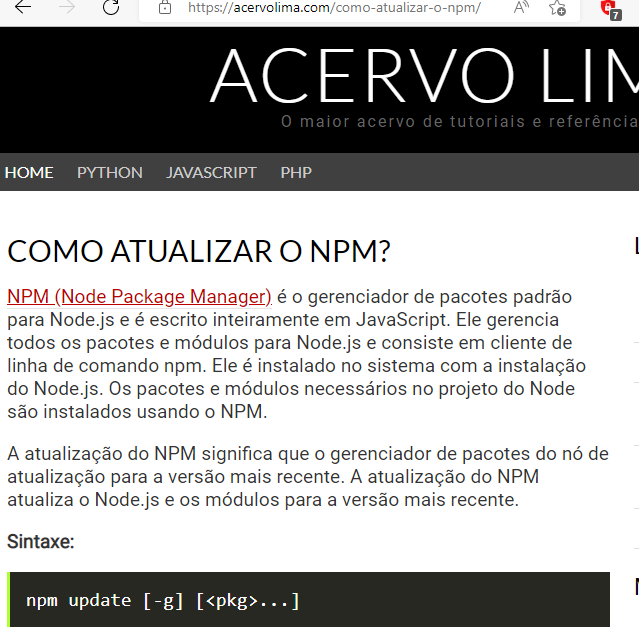 https://acervolima.com/como-atualizar-o-npm/
7
ACERVO LIM
O maior acervo de tutoriais e referência
HOME PYTHON JAVASCRIPT PHP
COMO ATUALIZAR O NPM?
NPM (Node Package Manager) é o gerenciador de pacotes padrão
para Node.js e é escrito inteiramente em JavaScript. Ele gerencia
todos os pacotes e módulos para Node.js e consiste em cliente de
linha de comando npm. Ele é instalado no sistema com a instalação
do Node.js. Os pacotes e módulos necessários no projeto do Node
são instalados usando o NPM.
A atualização do NPM significa que o gerenciador de pacotes do nó de
atualização para a versão mais recente. A atualização do NPM
atualiza o Node.js e os módulos para a versão mais recente.
Sintaxe:
npm update [-g] [<pkg>...]